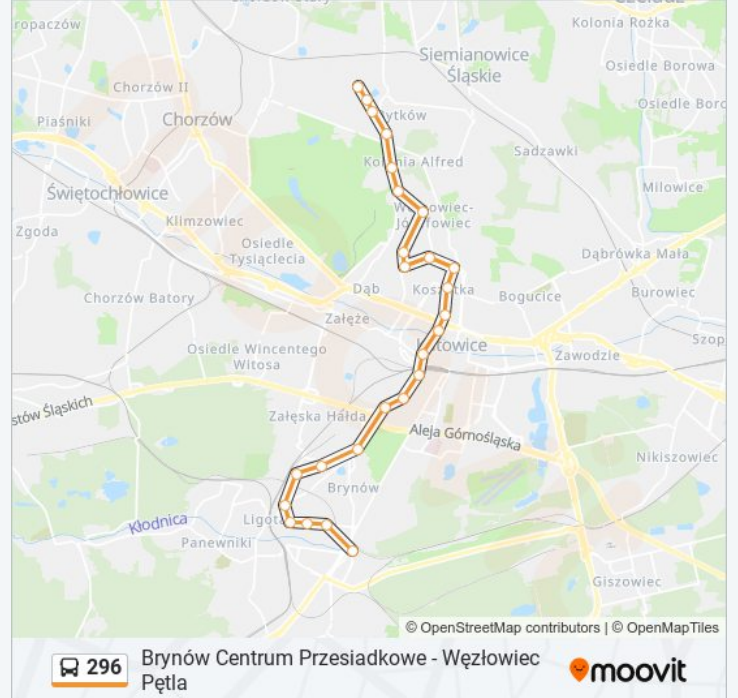 Czeladź
ropaczów
Kolonia Rożka
Siemianowice
Śląskie
Osiedle Borowa
Chorzów II
Osiedle Boro
Piaśniki
Chorzów
Bytków
Kolonia Alfred
Sadzawki
Świętochłowice
Milowice
Klimzowiec
Zgoda
Osiedle
Tysiąclecia
Dąbrówka Mała
Chorzów Batory
Dąb
Koszutka
Bogucice
Burowiec
Załęże
Katowice
Szop
Osiedle Wincentego
Witosa
Zawodzie
stów Śląskich
Załęska Hałda
Aleja Górnośląska
Nikiszowiec
Brynów
Kłodnica
Ligota
Panewniki
Giszowiec
© OpenStreetMap contributors | © OpenMapTiles
296
Brynów Centrum Przesiadkowe - Węzłowiec
Pętla
moovit